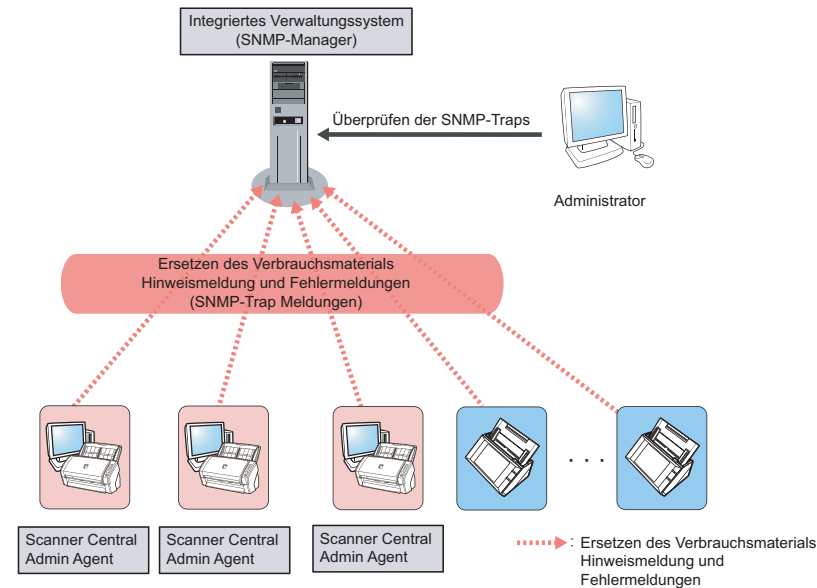 Integriertes Verwaltungssystem
(SNMP-Manager)
Überprüfen der SNMP-Traps
Administrator
Ersetzen des Verbrauchsmaterials
Hinweismeldung und Fehlermeldungen
(SNMP-Trap Meldungen)
. . .
Scanner Central
Admin Agent
Scanner Central
Admin Agent
Scanner Central
Admin Agent
: Ersetzen des Verbrauchsmaterials
Hinweismeldung und
Fehlermeldungen